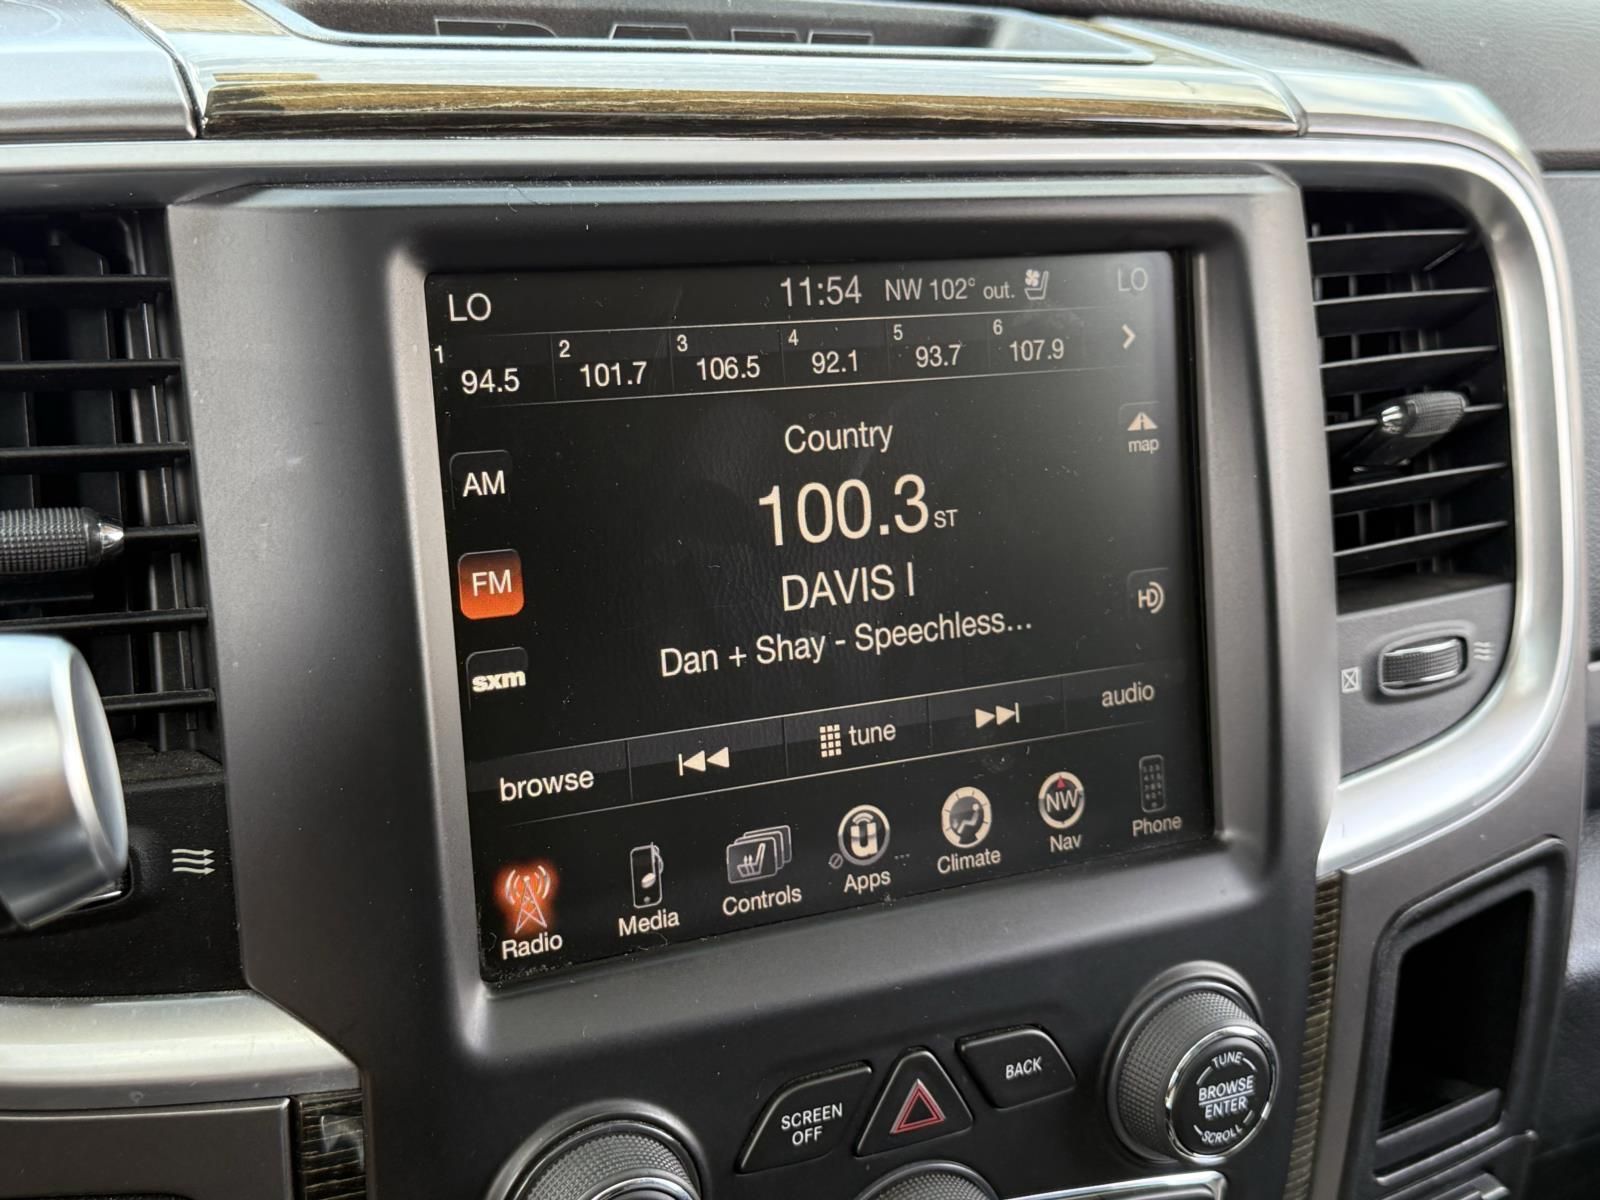 LO 11:54 NW 102° out. LO
1 94.5 2 101.7 3 106.5 4 92.1 5 93.7 6 107.9
Country
map
AM
100.3 ST
FM
DAVIS I
HD
Dan + Shay - Speechless...
sxm
browse tune audio
Radio Media Controls Apps Climate NW Nav Phone
SCREEN OFF
BACK
TUNE
BROWSE
ENTER
SCROLL